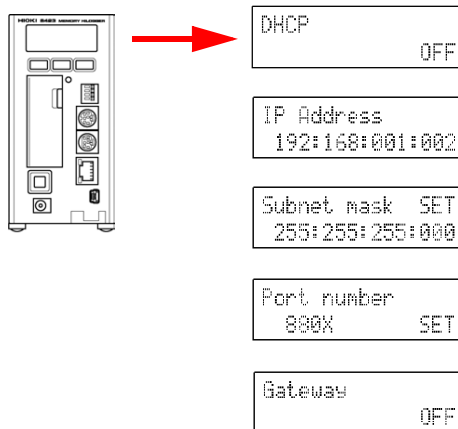 HIOKI 8423 MEMORY HiLOGGER
DHCP
OFF
IP Address
192:168:001:002
Subnet mask SET
255:255:255:000
Port number
880X SET
Gateway
OFF